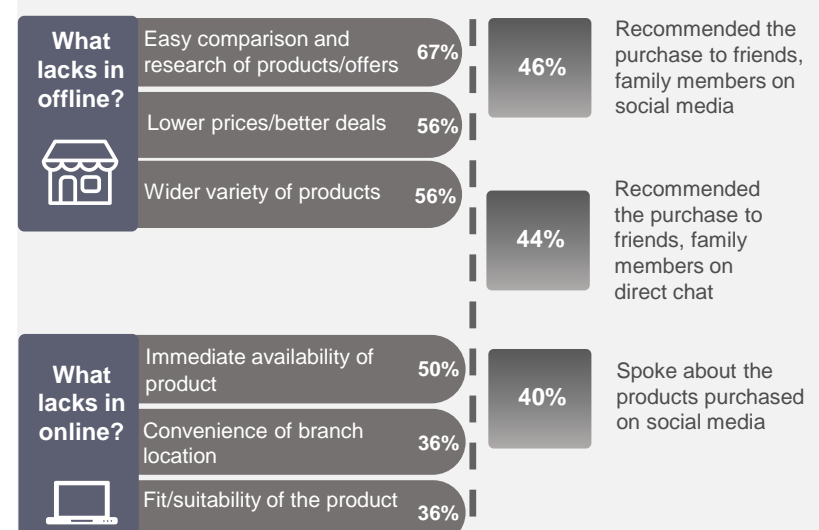 What
lacks in
offline?
Easy comparison and
research of products/offers
67%
Lower prices/better deals
56%
Wider variety of products
56%
46%
Recommended the
purchase to friends,
family members on
social media
44%
Recommended
the purchase to
friends, family
members on
direct chat
What
lacks in
online?
Immediate availability of
product
50%
Convenience of branch
location
36%
Fit/suitability of the product
36%
40%
Spoke about the
products purchased
on social media